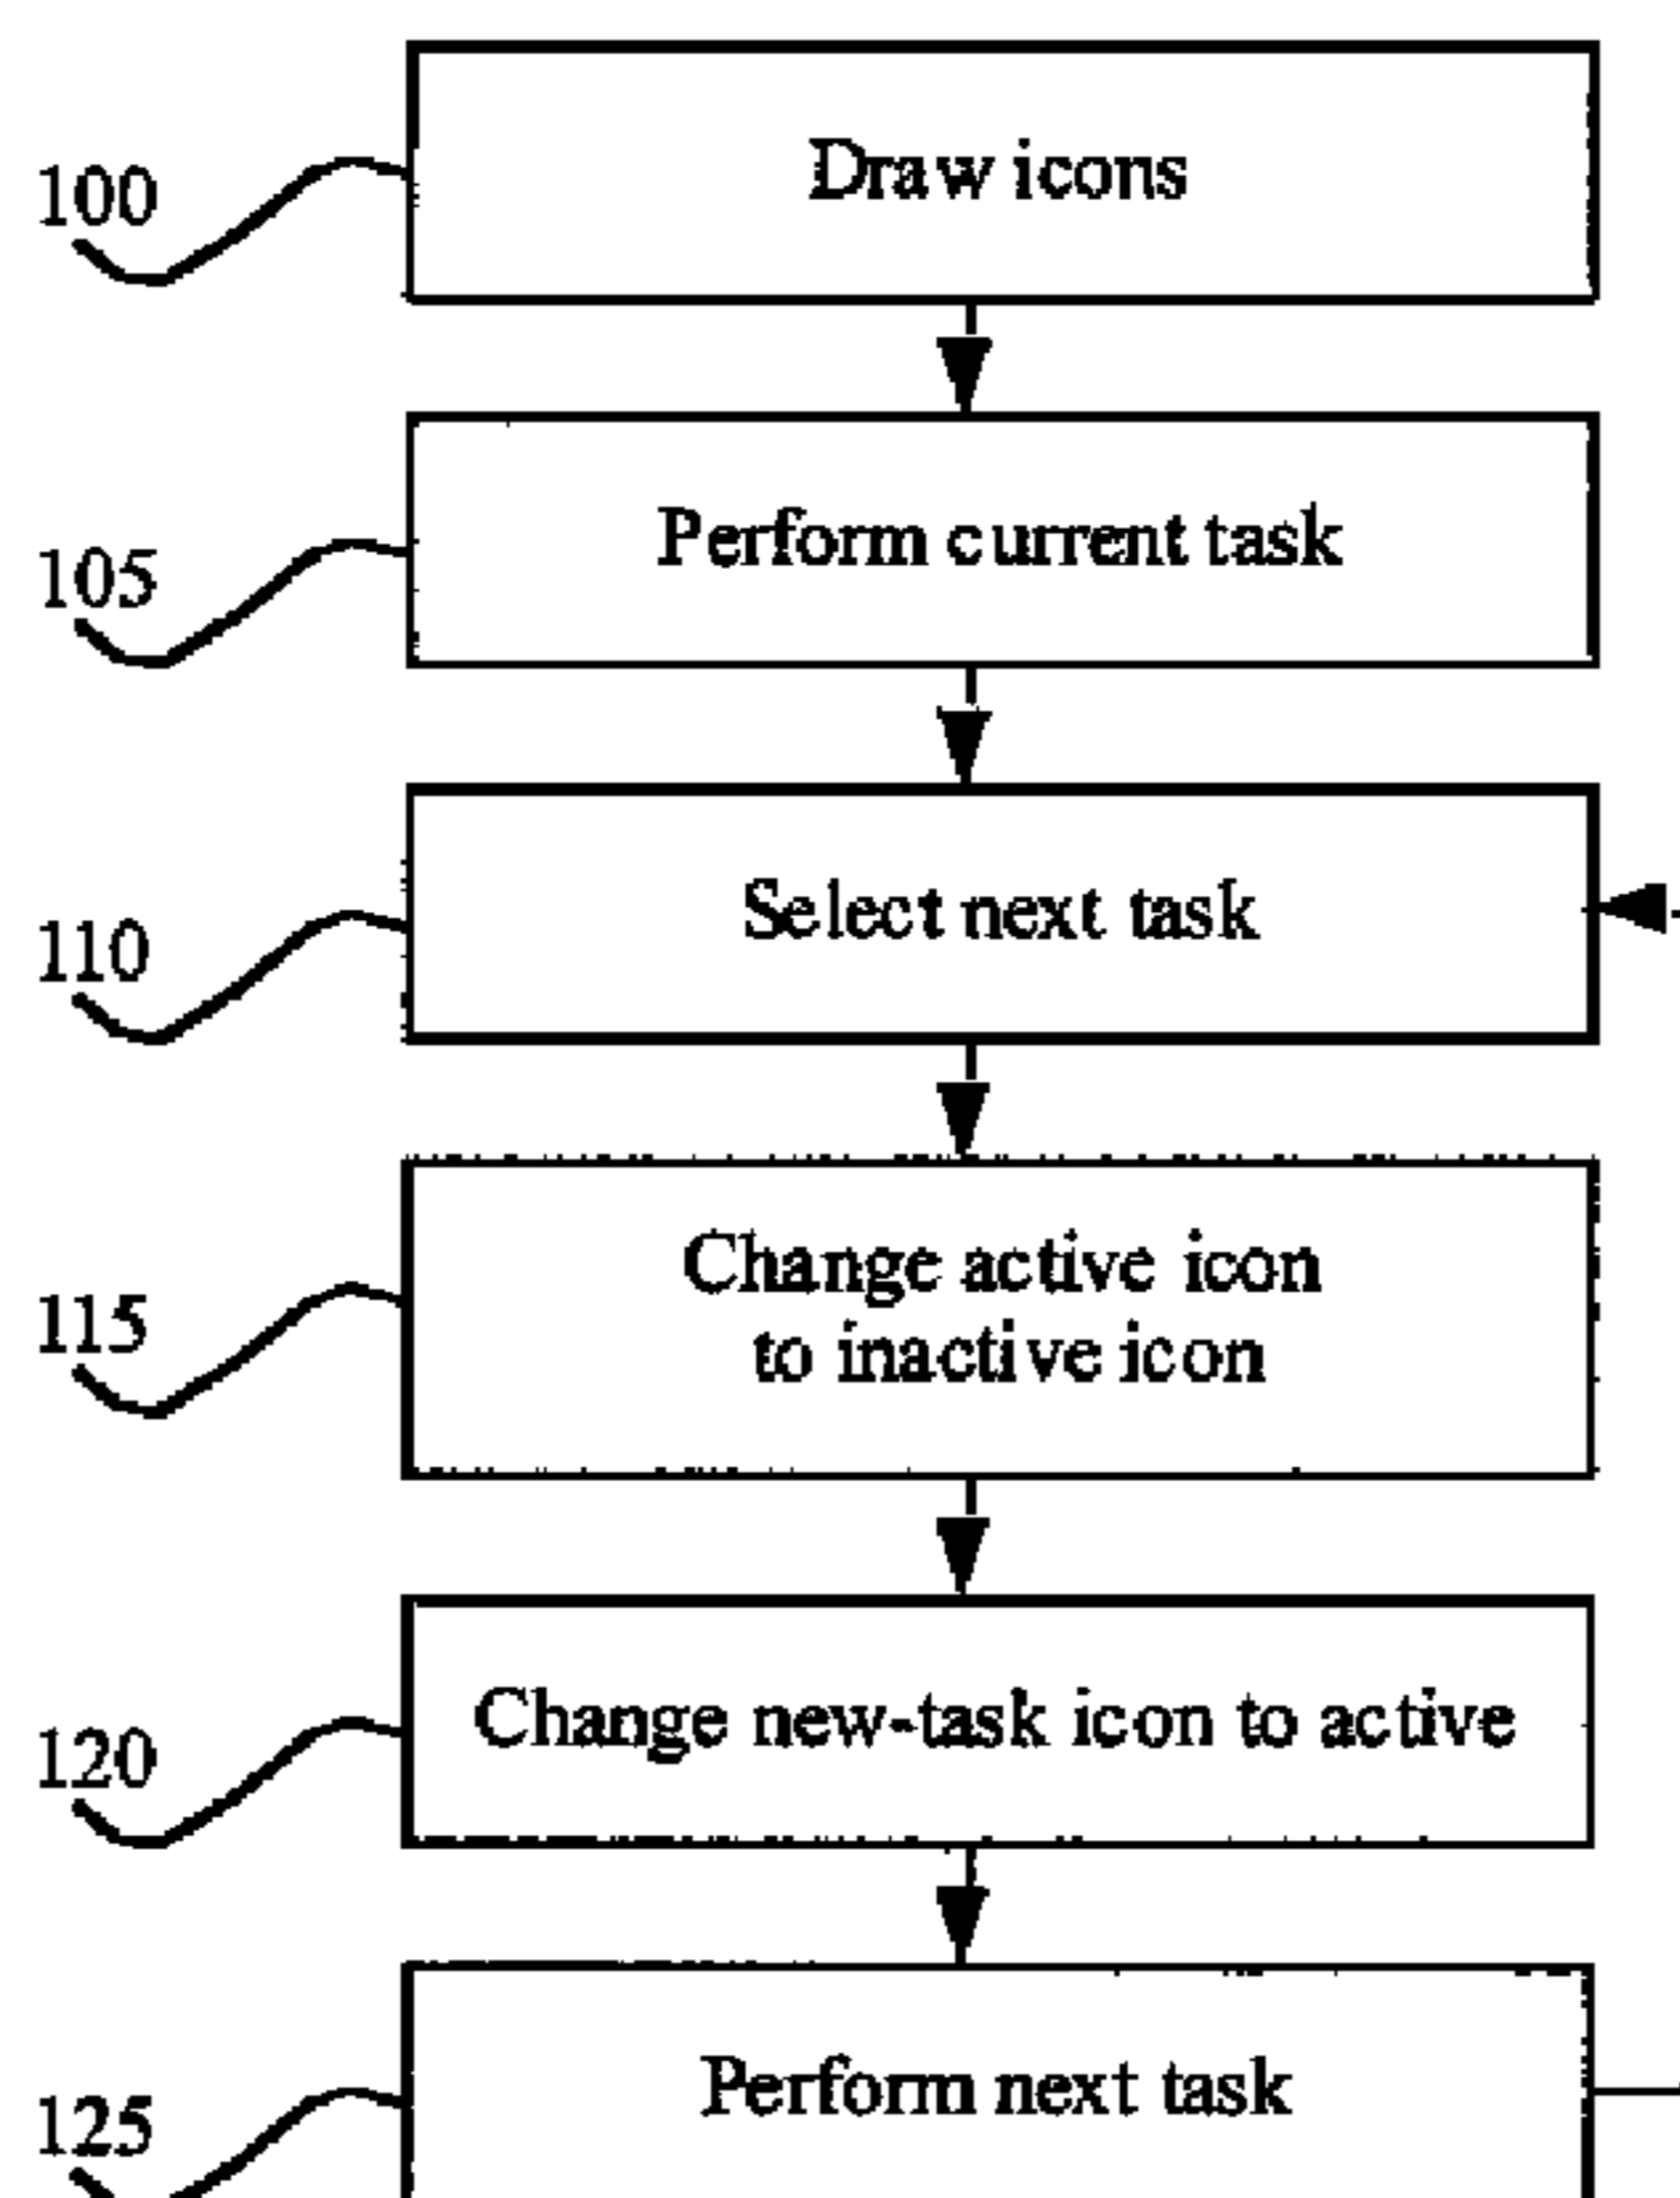 100
Draw icons
105
Perform current task
110
Select next task
115
Change active icon
to inactive icon
120
Change new-task icon to active
125
Perform next task